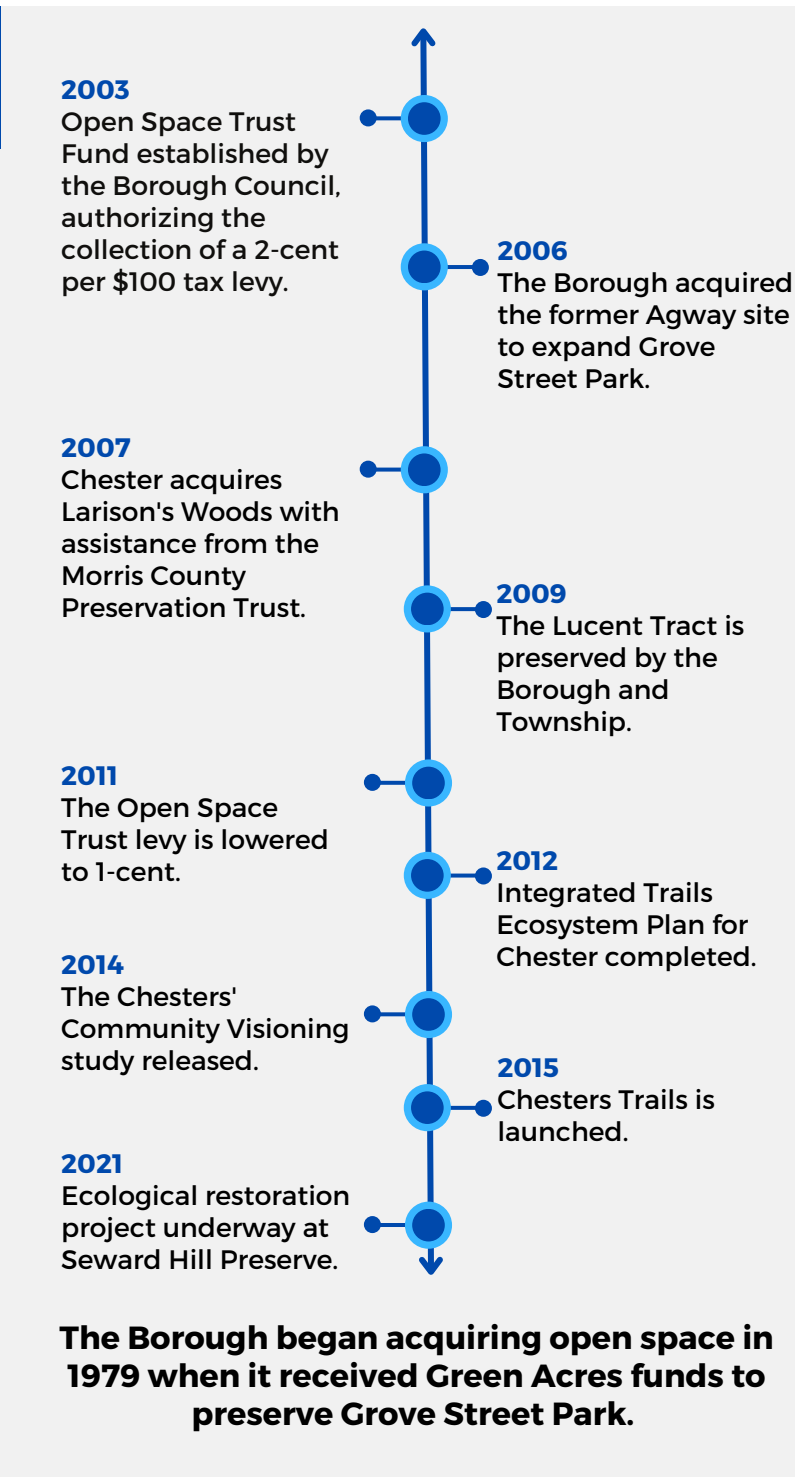 2003
Open Space Trust
Fund established by
the Borough Council,
authorizing the
collection of a 2-cent
per $100 tax levy.
2006
The Borough acquired
the former Agway site
to expand Grove
Street Park.
2007
Chester acquires
Larison's Woods with
assistance from the
Morris County
Preservation Trust.
2009
The Lucent Tract is
preserved by the
Borough and
Township.
2011
The Open Space
Trust levy is lowered
to 1-cent.
2012
Integrated Trails
Ecosystem Plan for
Chester completed.
2014
The Chesters'
Community Visioning
study released.
2015
Chesters Trails is
launched.
2021
Ecological restoration
project underway at
Seward Hill Preserve.
The Borough began acquiring open space in
1979 when it received Green Acres funds to
preserve Grove Street Park.